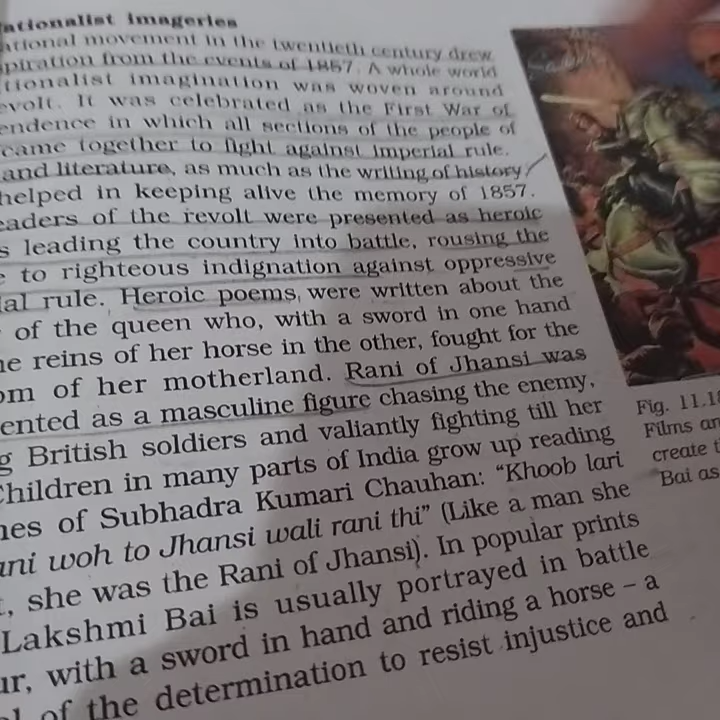 ationalist imageries
ational movement in the twentieth century drew
piration from the events of 1857. A whole world
tionalist imagination was woven around
evolt. It was celebrated as the First War of
endence in which all sections of the people of
came together to fight against imperial rule.
and literature, as much as the writing of history,
helped in keeping alive the memory of 1857.
eaders of the revolt were presented as heroic
s leading the country into battle, rousing the
e to righteous indignation against oppressive
ial rule. Heroic poems were written about the
of the queen who, with a sword in one hand
he reins of her horse in the other, fought for the
om of her motherland. Rani of Jhansi was
ented as a masculine figure chasing the enemy,
g British soldiers and valiantly fighting till her
Children in many parts of India grow up reading
nes of Subhadra Kumari Chauhan: "Khoob lari
ani woh to Jhansi wali rani thi" (Like a man she
t, she was the Rani of Jhansi). In popular prints
Lakshmi Bai is usually portrayed in battle
ur, with a sword in hand and riding a horse – a
ol of the determination to resist injustice and
Fig. 11.18
Films an
create i
Bai as